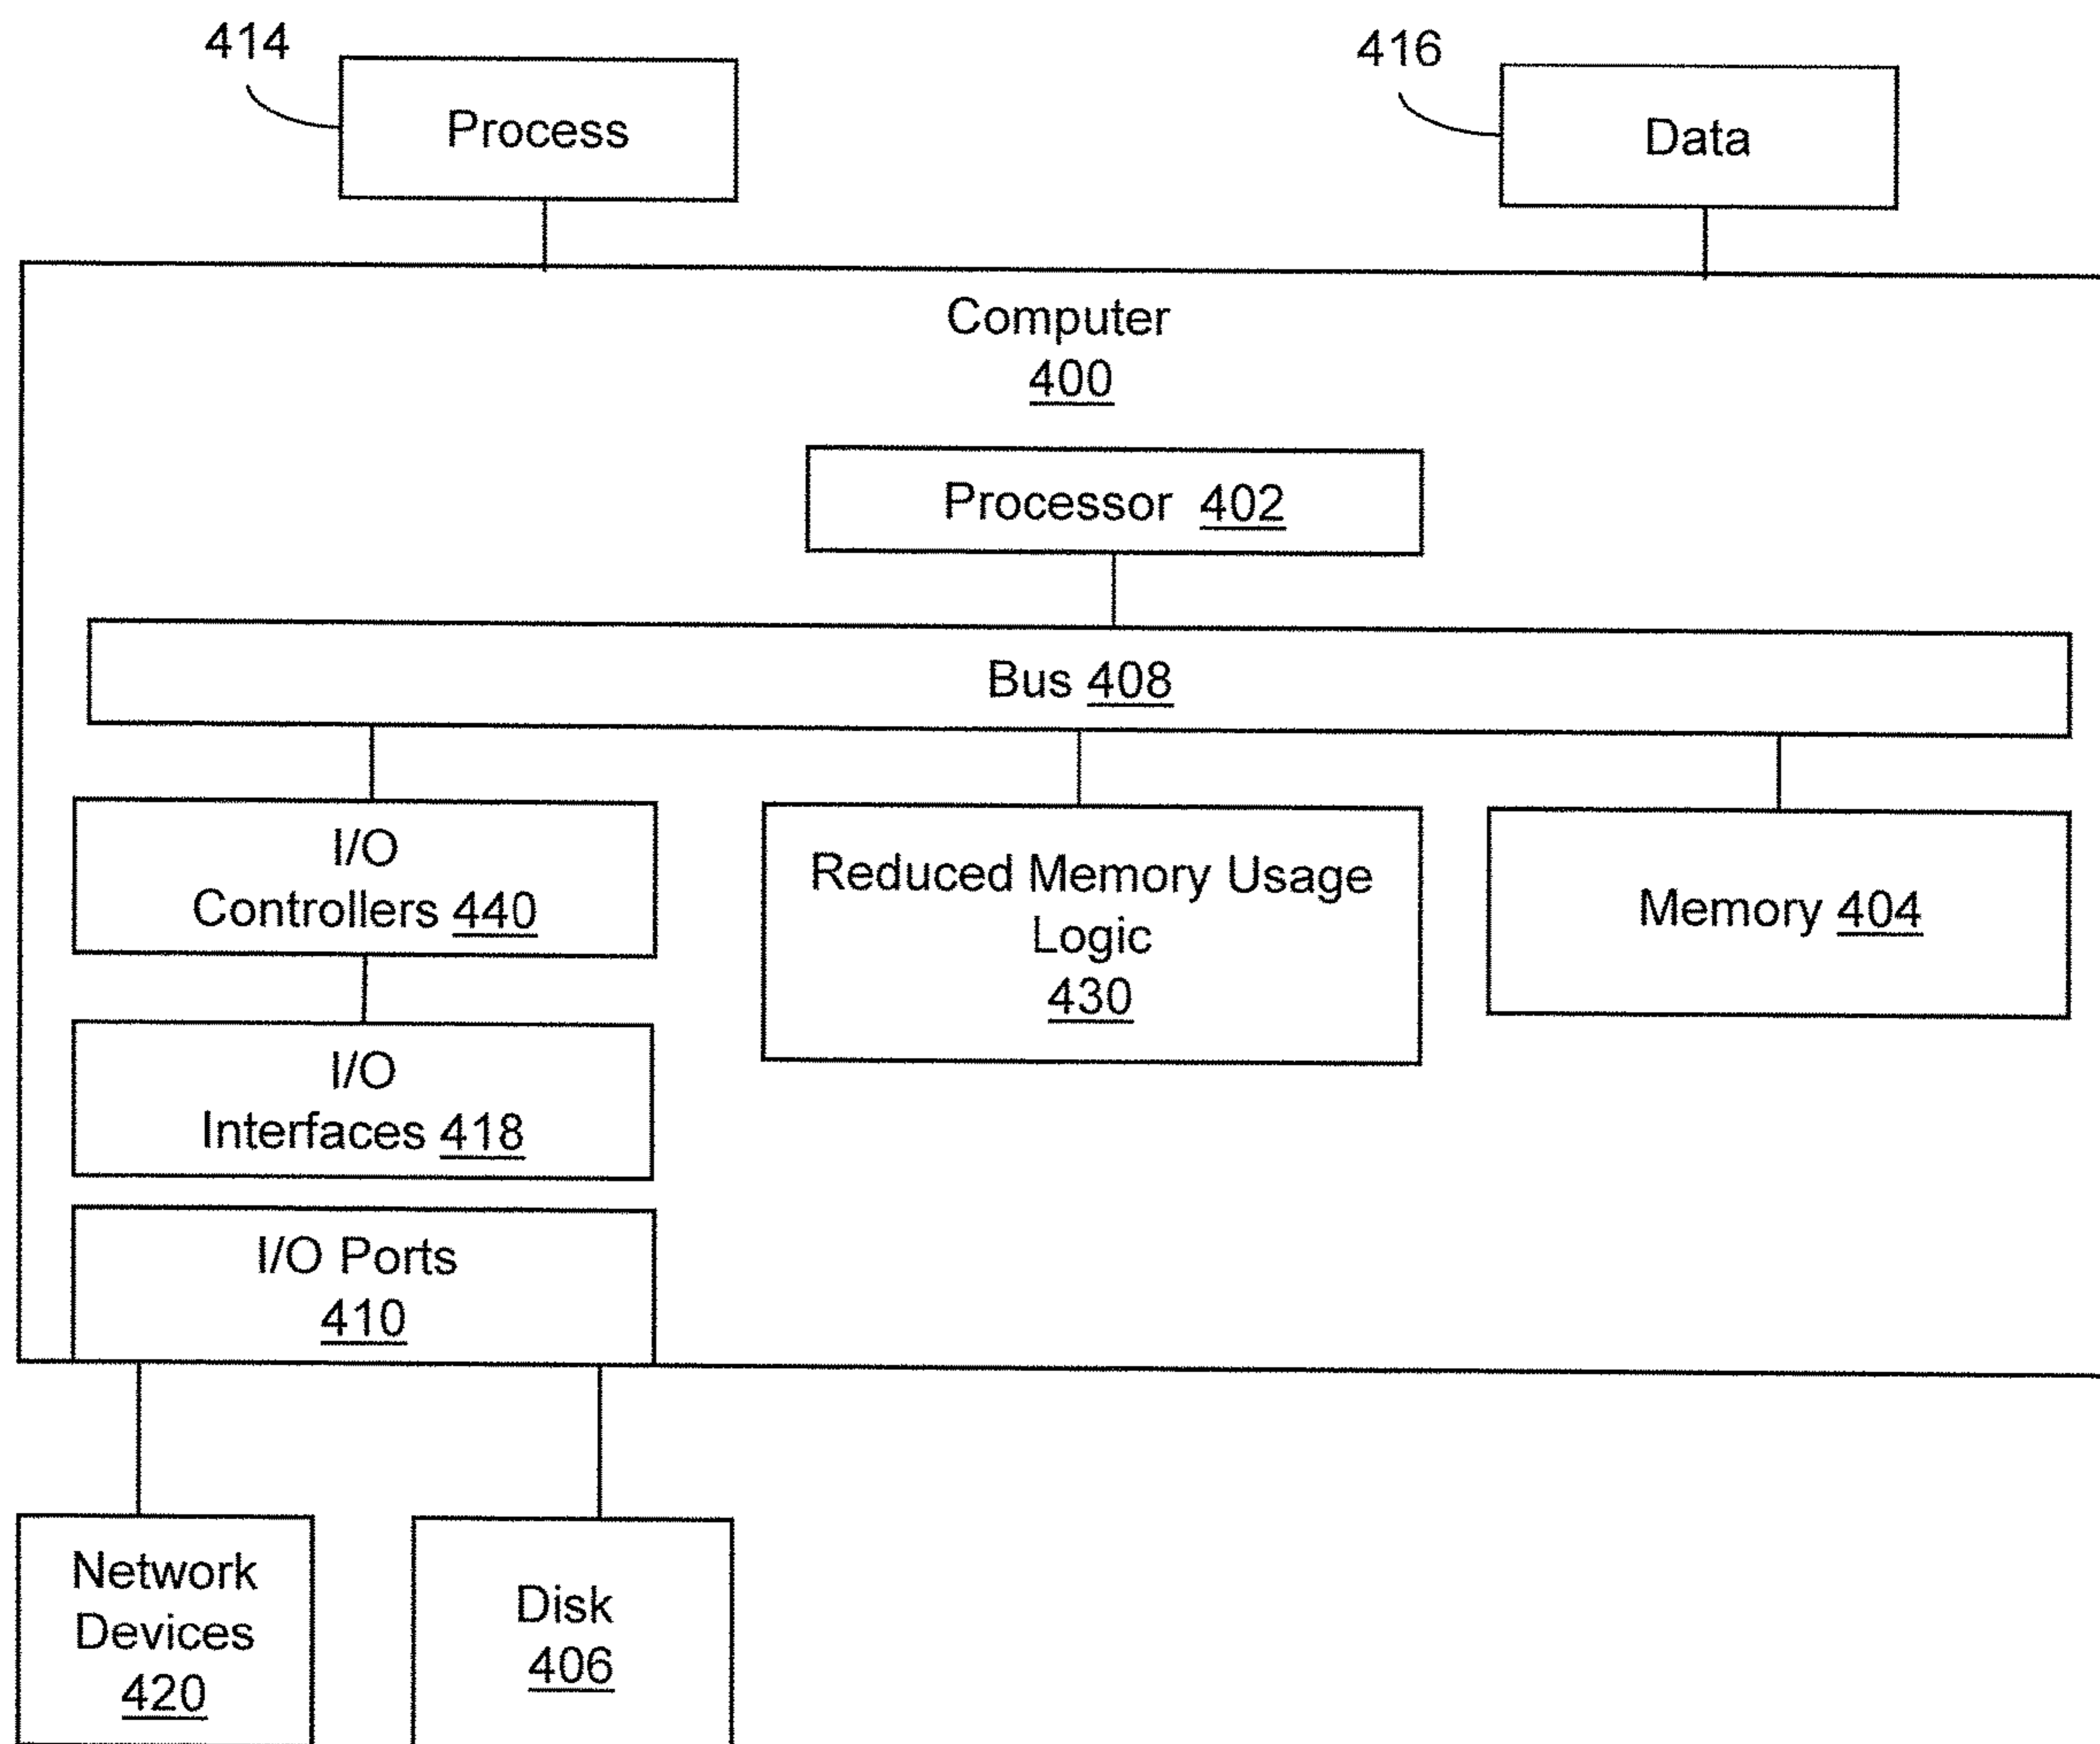 414
Process
416
Data
Computer
400
Processor 402
Bus 408
I/O
Controllers 440
Reduced Memory Usage
Logic
430
Memory 404
I/O
Interfaces 418
I/O Ports
410
Network
Devices
420
Disk
406